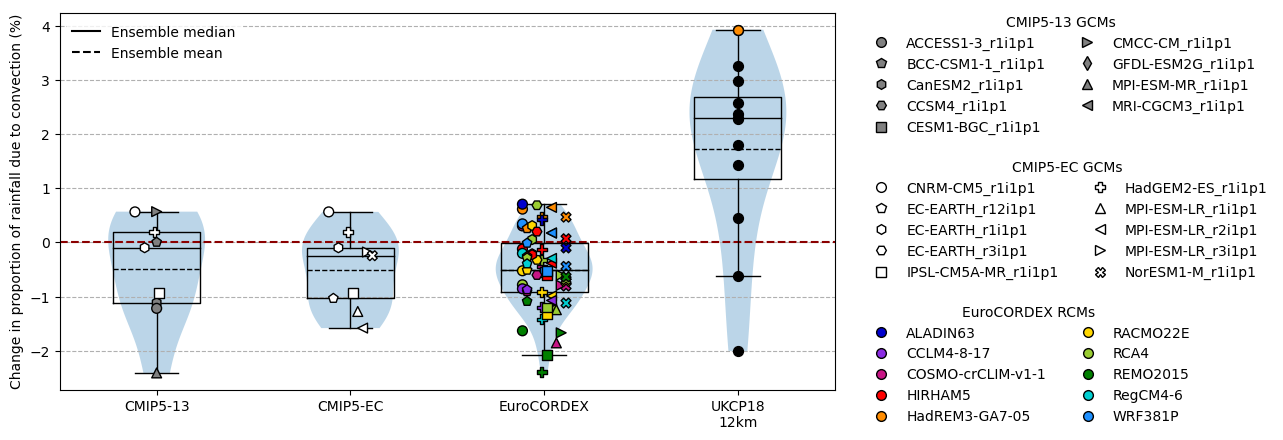 Change in proportion of rainfall due to convection (%)
4
3
2
1
0
−1
−2
Ensemble median
Ensemble mean
CMIP5-13
CMIP5-EC
EuroCORDEX
UKCP18
12km
CMIP5-13 GCMs
ACCESS1-3_r1i1p1
BCC-CSM1-1_r1i1p1
CanESM2_r1i1p1
CCSM4_r1i1p1
CESM1-BGC_r1i1p1
CMCC-CM_r1i1p1
GFDL-ESM2G_r1i1p1
MPI-ESM-MR_r1i1p1
MRI-CGCM3_r1i1p1
CMIP5-EC GCMs
CNRM-CM5_r1i1p1
EC-EARTH_r12i1p1
EC-EARTH_r1i1p1
EC-EARTH_r3i1p1
IPSL-CM5A-MR_r1i1p1
HadGEM2-ES_r1i1p1
MPI-ESM-LR_r1i1p1
MPI-ESM-LR_r2i1p1
MPI-ESM-LR_r3i1p1
NorESM1-M_r1i1p1
EuroCORDEX RCMs
ALADIN63
CCLM4-8-17
COSMO-crCLIM-v1-1
HIRHAM5
HadREM3-GA7-05
RACMO22E
RCA4
REMO2015
RegCM4-6
WRF381P